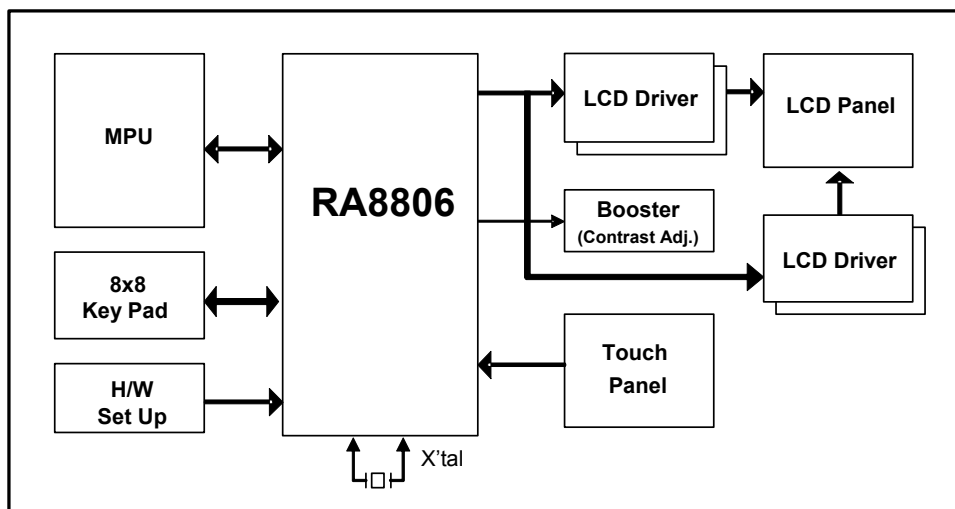 MPU
8x8
Key Pad
H/W
Set Up
RA8806
X'tal
LCD Driver
Booster
(Contrast Adj.)
Touch
Panel
LCD Panel
LCD Driver